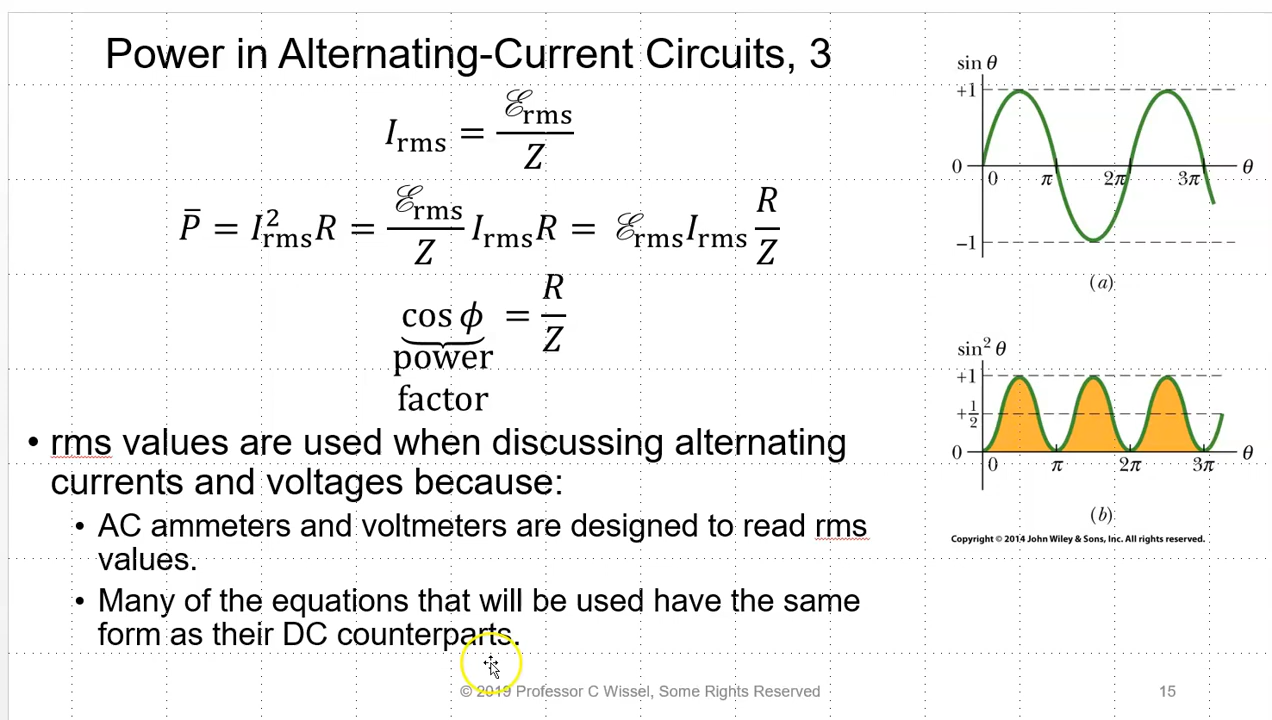 Power in Alternating-Current Circuits, 3
I_rms = ℰ_rms / Z
P̄ = I²_rms R = ℰ_rms / Z I_rms R = ℰ_rms I_rms R / Z
cos ϕ = R / Z
power
factor
• rms values are used when discussing alternating
currents and voltages because:
• AC ammeters and voltmeters are designed to read rms
values.
• Many of the equations that will be used have the same
form as their DC counterparts.
sin θ
+1
0
0 π 2π 3π θ
−1
(a)
sin² θ
+1
+1/2
0
0 π 2π 3π θ
(b)
Copyright © 2014 John Wiley & Sons, Inc. All rights reserved.
© 2019 Professor C Wissel, Some Rights Reserved
15